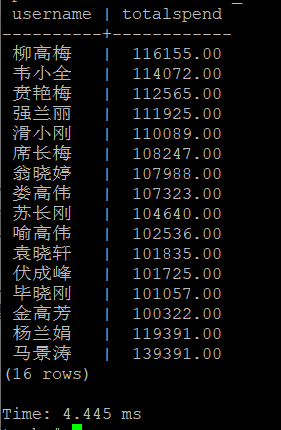 username | totalspend
----------+------------
柳高梅 | 116155.00
韦小全 | 114072.00
贲艳梅 | 112565.00
强兰丽 | 111925.00
滑小刚 | 110089.00
席长梅 | 108247.00
翁晓婷 | 107988.00
娄高伟 | 107323.00
苏长刚 | 104640.00
喻高伟 | 102536.00
袁晓轩 | 101835.00
伏成峰 | 101725.00
毕晓刚 | 101057.00
金高芳 | 100322.00
杨兰娟 | 119391.00
马景涛 | 139391.00
(16 rows)
Time: 4.445 ms